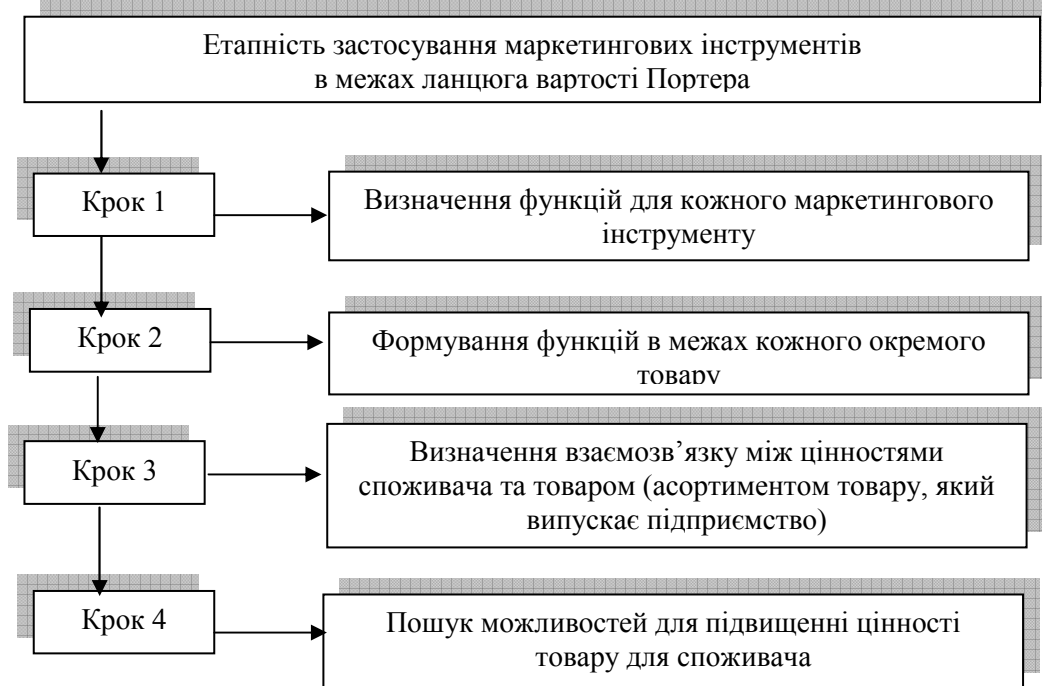 Етапність застосування маркетингових інструментів
в межах ланцюга вартості Портера
Крок 1
Визначення функцій для кожного маркетингового
інструменту
Крок 2
Формування функцій в межах кожного окремого
товару
Крок 3
Визначення взаємозв’язку між цінностями
споживача та товаром (асортиментом товару, який
випускає підприємство)
Крок 4
Пошук можливостей для підвищенні цінності
товару для споживача